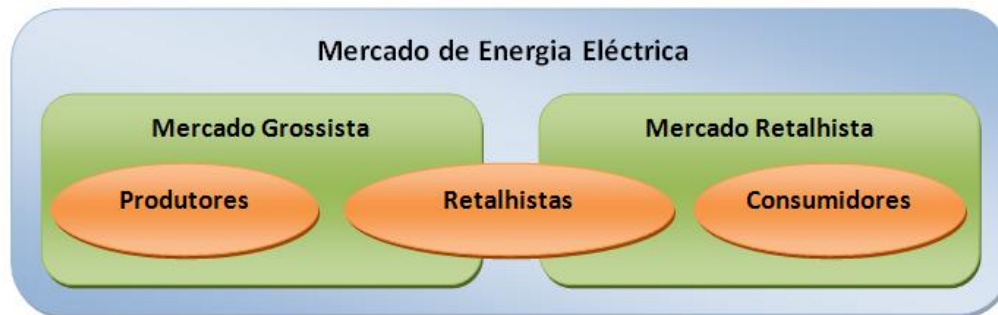 Mercado de Energia Eléctrica
Mercado Grossista
Mercado Retalhista
Produtores
Retalhistas
Consumidores